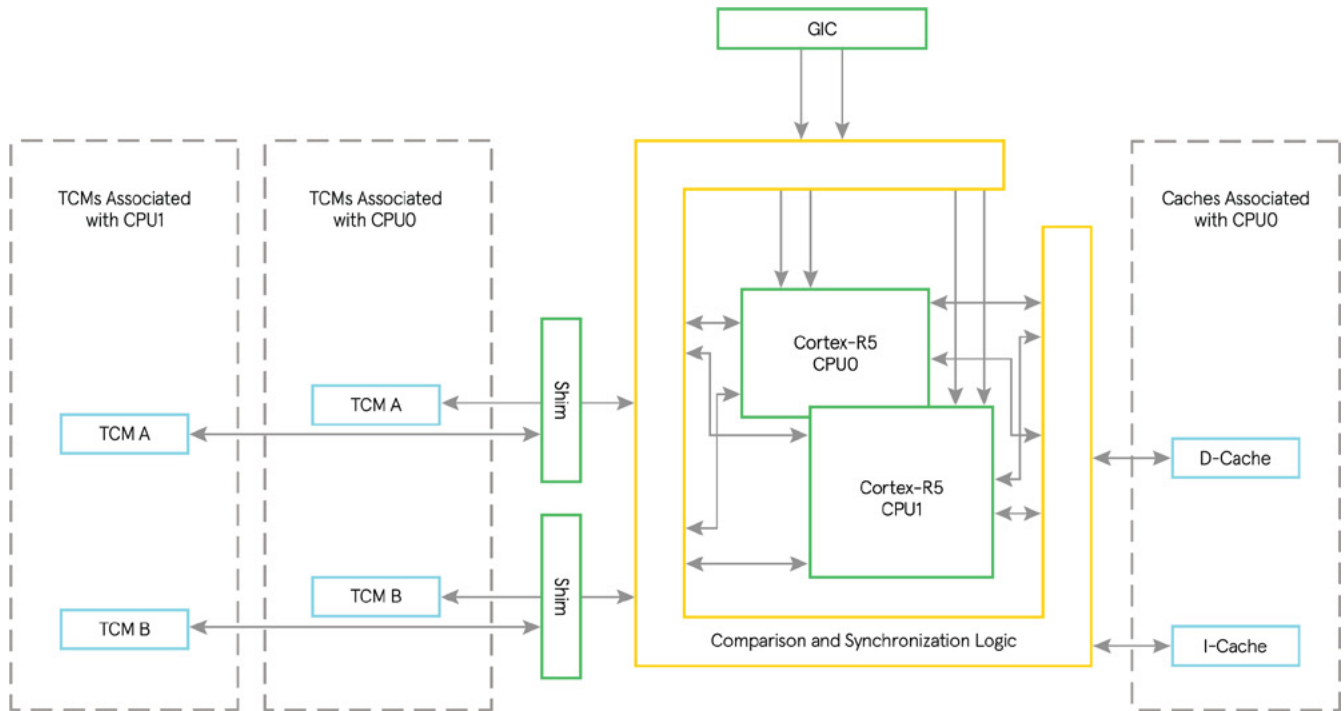 GIC
TCMs Associated
with CPU1
TCMs Associated
with CPU0
Caches Associated
with CPU0
Cortex-R5
CPU0
Shim
TCM A
TCM A
D-Cache
Cortex-R5
CPU1
Shim
TCM B
TCM B
Comparison and Synchronization Logic
I-Cache